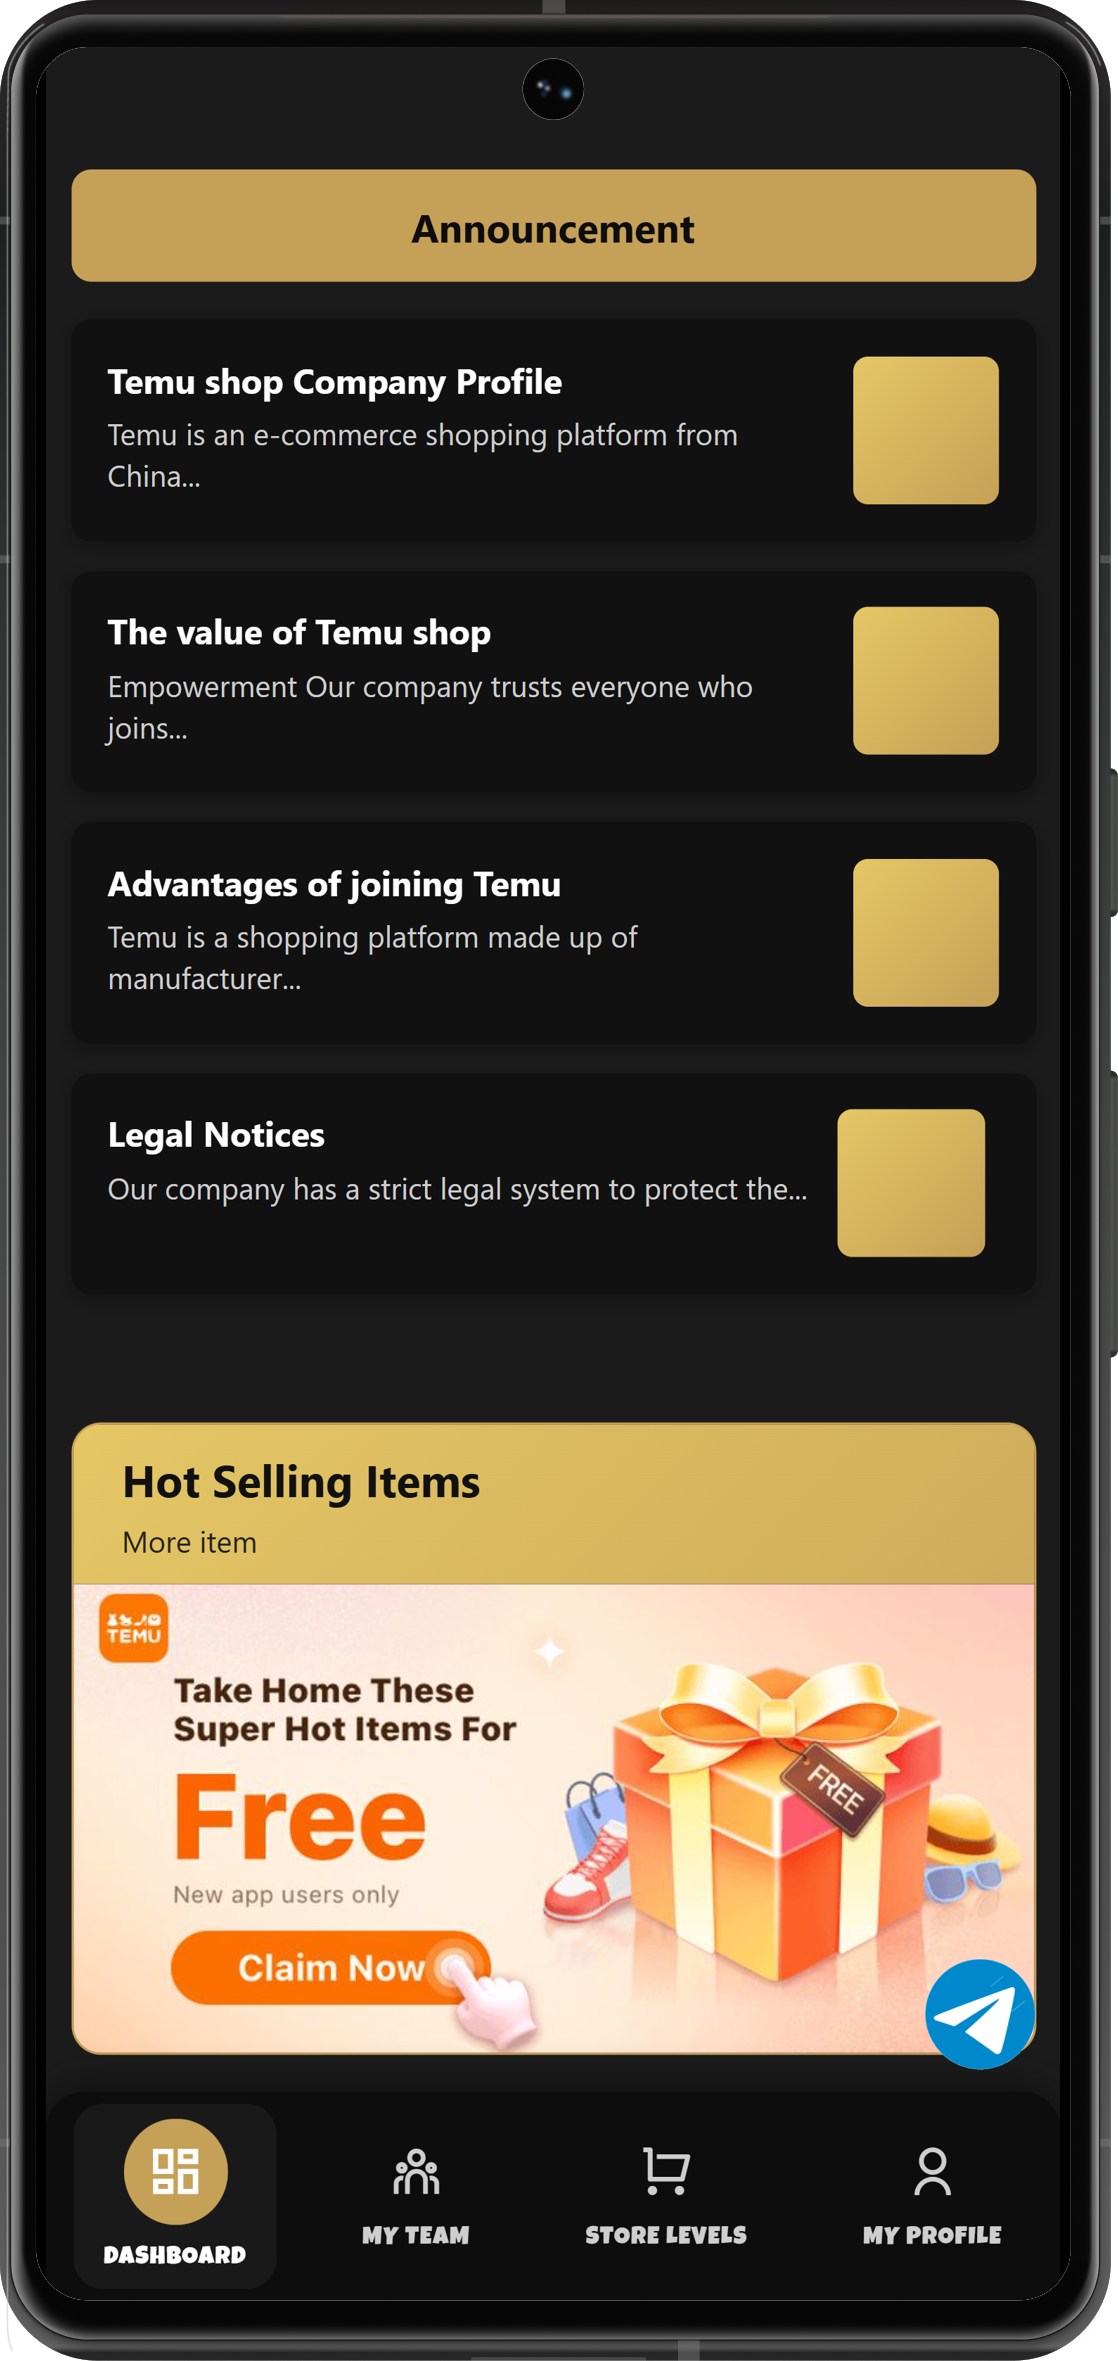 Announcement
Temu shop Company Profile
Temu is an e-commerce shopping platform from
China...
The value of Temu shop
Empowerment Our company trusts everyone who
joins...
Advantages of joining Temu
Temu is a shopping platform made up of
manufacturer...
Legal Notices
Our company has a strict legal system to protect the...
Hot Selling Items
More item
TEMU
Take Home These
Super Hot Items For
Free
New app users only
Claim Now
FREE
DASHBOARD
MY TEAM
STORE LEVELS
MY PROFILE